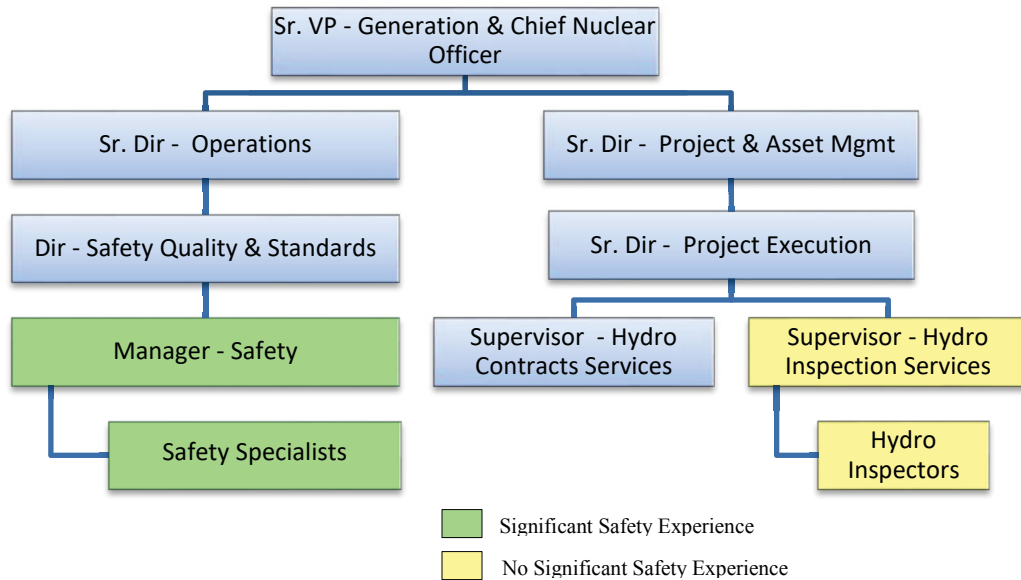 Sr. VP - Generation & Chief Nuclear
Officer
Sr. Dir - Operations
Sr. Dir - Project & Asset Mgmt
Dir - Safety Quality & Standards
Sr. Dir - Project Execution
Manager - Safety
Supervisor - Hydro
Contracts Services
Supervisor - Hydro
Inspection Services
Safety Specialists
Hydro
Inspectors
Significant Safety Experience
No Significant Safety Experience